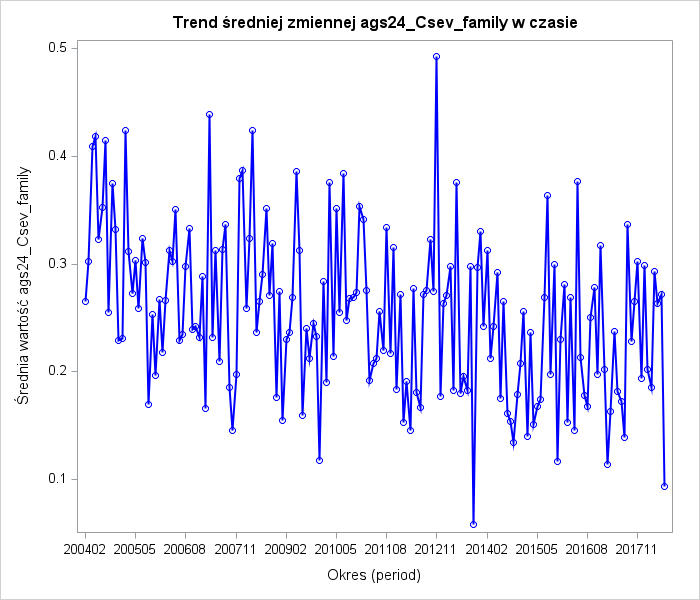 Trend średniej zmiennej ags24_Csev_family w czasie
0.5
0.4
0.3
0.2
0.1
Średnia wartość ags24_Csev_family
200402 200505 200608 200711 200902 201005 201108 201211 201402 201505 201608 201711
Okres (period)